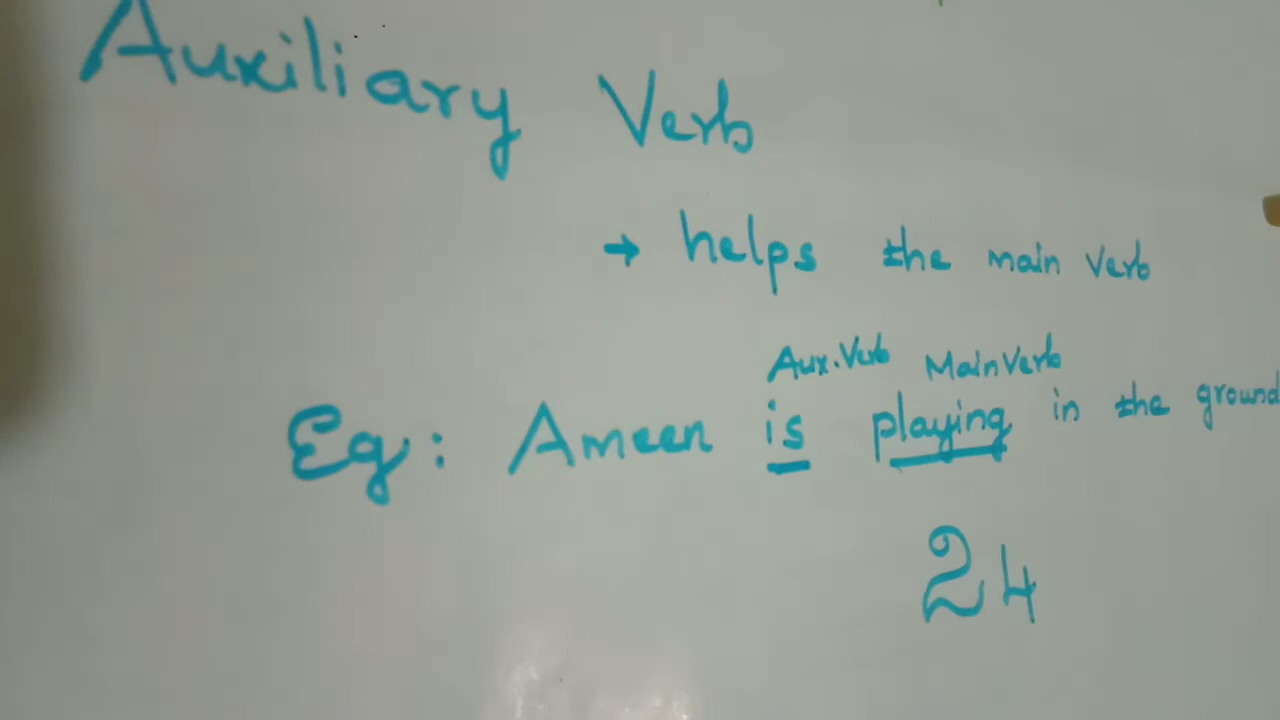 Auxiliary Verb
→ helps the main verb
Aux.Verb Main Verb
Eg: Ameen is playing in the ground
24